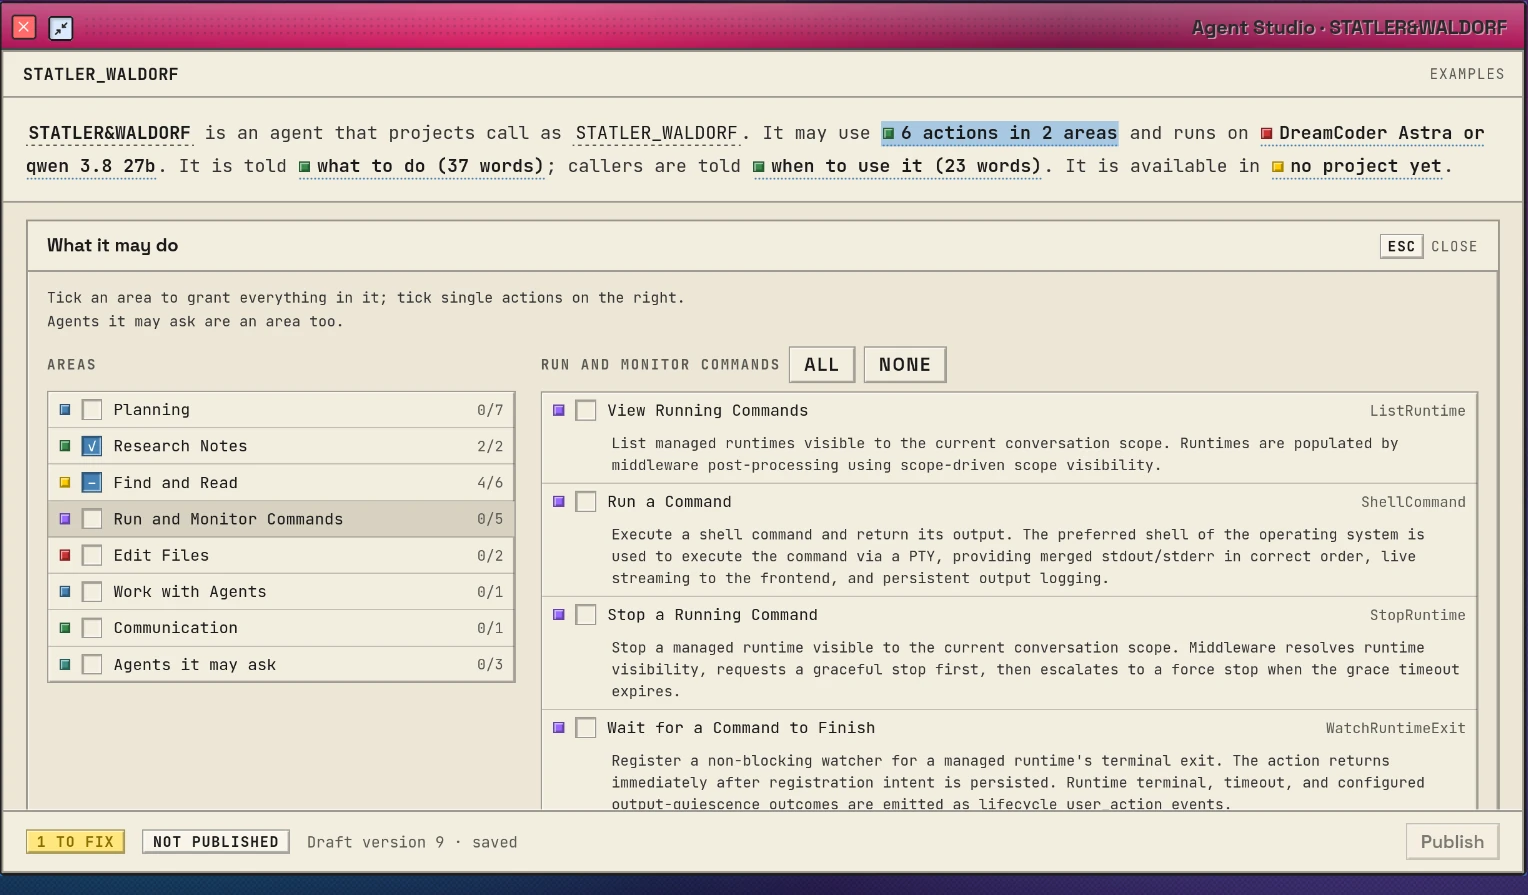 Agent Studio · STATLER&WALDORF
STATLER_WALDORF
EXAMPLES
STATLER&WALDORF is an agent that projects call as STATLER_WALDORF. It may use 6 actions in 2 areas and runs on DreamCoder Astra or
qwen 3.8 27b. It is told what to do (37 words); callers are told when to use it (23 words). It is available in no project yet.
What it may do
ESC CLOSE
Tick an area to grant everything in it; tick single actions on the right.
Agents it may ask are an area too.
AREAS
Planning 0/7
√ Research Notes 2/2
Find and Read 4/6
Run and Monitor Commands 0/5
Edit Files 0/2
Work with Agents 0/1
Communication 0/1
Agents it may ask 0/3
RUN AND MONITOR COMMANDS ALL NONE
View Running Commands ListRuntime
List managed runtimes visible to the current conversation scope. Runtimes are populated by
middleware post-processing using scope-driven scope visibility.
Run a Command ShellCommand
Execute a shell command and return its output. The preferred shell of the operating system is
used to execute the command via a PTY, providing merged stdout/stderr in correct order, live
streaming to the frontend, and persistent output logging.
Stop a Running Command StopRuntime
Stop a managed runtime visible to the current conversation scope. Middleware resolves runtime
visibility, requests a graceful stop first, then escalates to a force stop when the grace timeout
expires.
Wait for a Command to Finish WatchRuntimeExit
Register a non-blocking watcher for a managed runtime's terminal exit. The action returns
immediately after registration intent is persisted. Runtime terminal, timeout, and configured
output-quiescence outcomes are emitted as lifecycle user_action events.
1 TO FIX
NOT PUBLISHED
Draft version 9 · saved
Publish